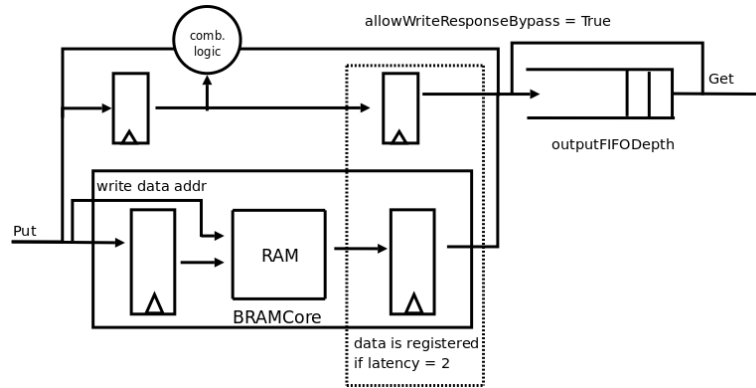 allowWriteResponseBypass = True
comb.
logic
Get
outputFIFODepth
write data addr
Put
RAM
BRAMCore
data is registered
if latency = 2